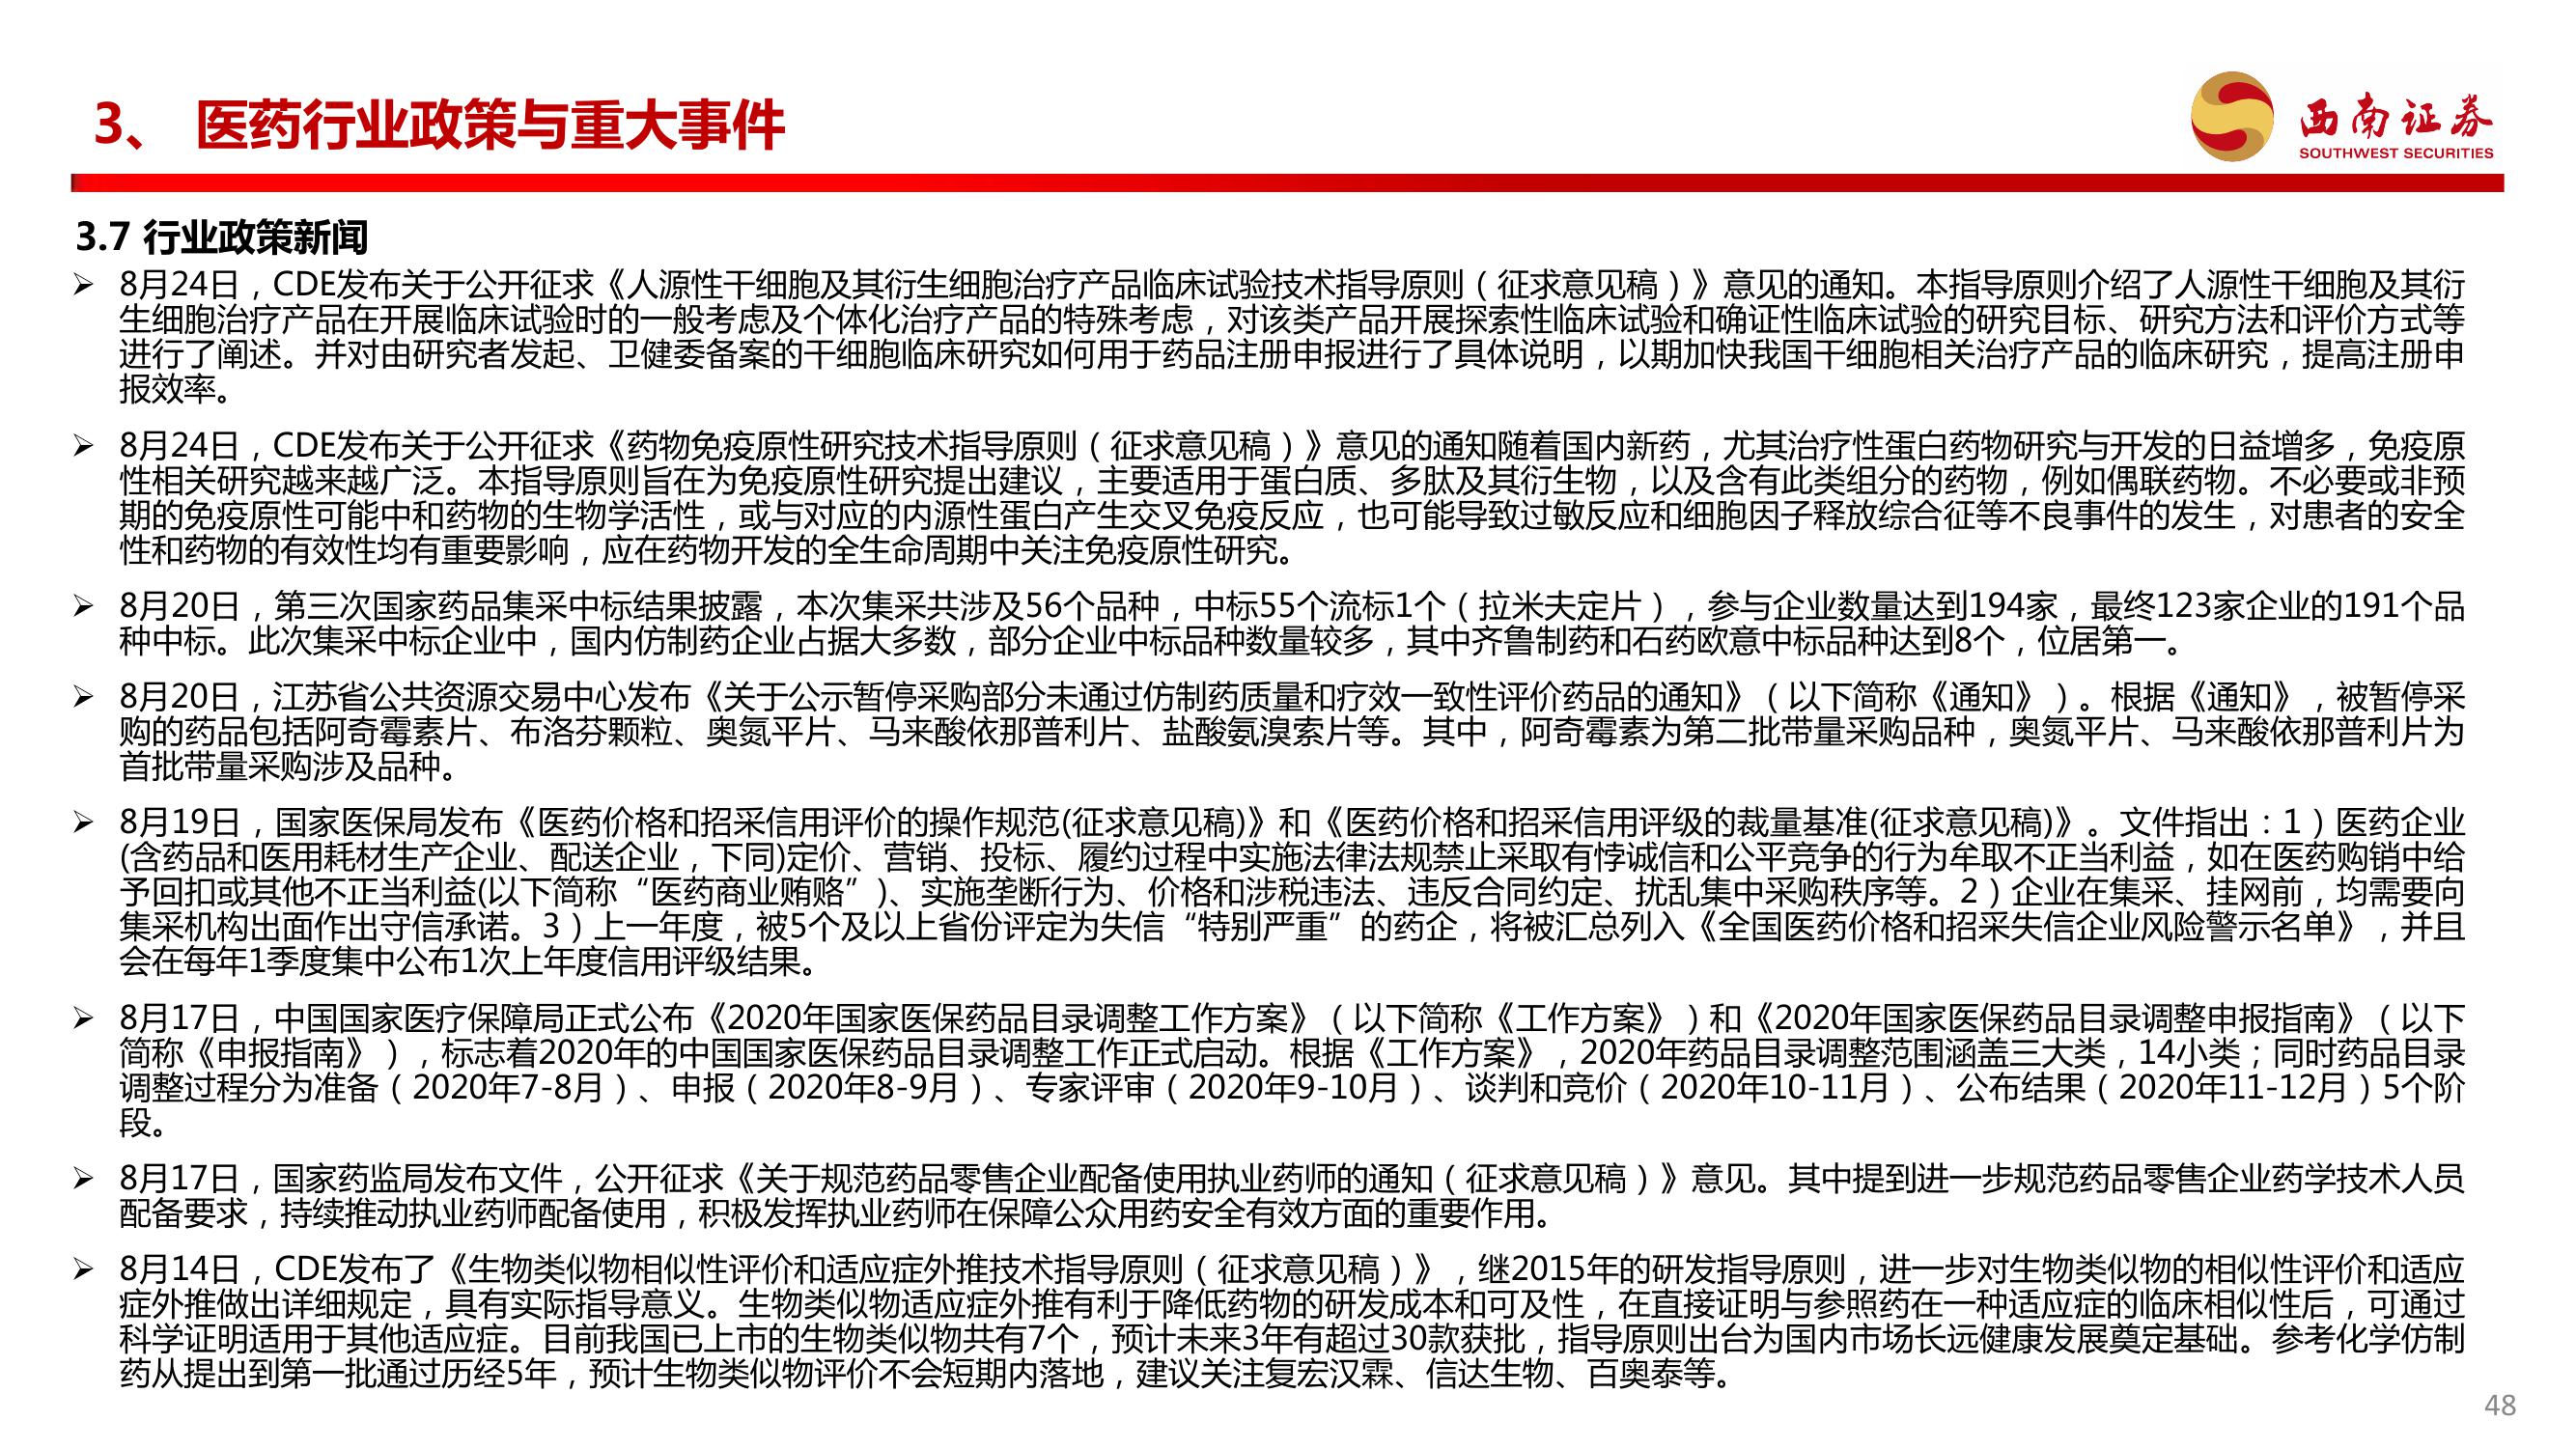 3、 医药行业政策与重大事件
西南证券
SOUTHWEST SECURITIES
3.7 行业政策新闻
➢ 8月24日，CDE发布关于公开征求《人源性干细胞及其衍生细胞治疗产品临床试验技术指导原则（征求意见稿）》意见的通知。本指导原则介绍了人源性干细胞及其衍
生细胞治疗产品在开展临床试验时的一般考虑及个体化治疗产品的特殊考虑，对该类产品开展探索性临床试验和确证性临床试验的研究目标、研究方法和评价方式等
进行了阐述。并对由研究者发起、卫健委备案的干细胞临床研究如何用于药品注册申报进行了具体说明，以期加快我国干细胞相关治疗产品的临床研究，提高注册申
报效率。
➢ 8月24日，CDE发布关于公开征求《药物免疫原性研究技术指导原则（征求意见稿）》意见的通知随着国内新药，尤其治疗性蛋白药物研究与开发的日益增多，免疫原
性相关研究越来越广泛。本指导原则旨在为免疫原性研究提出建议，主要适用于蛋白质、多肽及其衍生物，以及含有此类组分的药物，例如偶联药物。不必要或非预
期的免疫原性可能中和药物的生物学活性，或与对应的内源性蛋白产生交叉免疫反应，也可能导致过敏反应和细胞因子释放综合征等不良事件的发生，对患者的安全
性和药物的有效性均有重要影响，应在药物开发的全生命周期中关注免疫原性研究。
➢ 8月20日，第三次国家药品集采中标结果披露，本次集采共涉及56个品种，中标55个流标1个（拉米夫定片），参与企业数量达到194家，最终123家企业的191个品
种中标。此次集采中标企业中，国内仿制药企业占据大多数，部分企业中标品种数量较多，其中齐鲁制药和石药欧意中标品种达到8个，位居第一。
➢ 8月20日，江苏省公共资源交易中心发布《关于公示暂停采购部分未通过仿制药质量和疗效一致性评价药品的通知》（以下简称《通知》）。根据《通知》，被暂停采
购的药品包括阿奇霉素片、布洛芬颗粒、奥氮平片、马来酸依那普利片、盐酸氨溴索片等。其中，阿奇霉素为第二批带量采购品种，奥氮平片、马来酸依那普利片为
首批带量采购涉及品种。
➢ 8月19日，国家医保局发布《医药价格和招采信用评价的操作规范(征求意见稿)》和《医药价格和招采信用评级的裁量基准(征求意见稿)》。文件指出：1）医药企业
(含药品和医用耗材生产企业、配送企业，下同)定价、营销、投标、履约过程中实施法律法规禁止采取有悖诚信和公平竞争的行为牟取不正当利益，如在医药购销中给
予回扣或其他不正当利益(以下简称“医药商业贿赂”)、实施垄断行为、价格和涉税违法、违反合同约定、扰乱集中采购秩序等。2）企业在集采、挂网前，均需要向
集采机构出面作出守信承诺。3）上一年度，被5个及以上省份评定为失信“特别严重”的药企，将被汇总列入《全国医药价格和招采失信企业风险警示名单》，并且
会在每年1季度集中公布1次上年度信用评级结果。
➢ 8月17日，中国国家医疗保障局正式公布《2020年国家医保药品目录调整工作方案》（以下简称《工作方案》）和《2020年国家医保药品目录调整申报指南》（以下
简称《申报指南》），标志着2020年的中国国家医保药品目录调整工作正式启动。根据《工作方案》，2020年药品目录调整范围涵盖三大类，14小类；同时药品目录
调整过程分为准备（2020年7-8月）、申报（2020年8-9月）、专家评审（2020年9-10月）、谈判和竞价（2020年10-11月）、公布结果（2020年11-12月）5个阶
段。
➢ 8月17日，国家药监局发布文件，公开征求《关于规范药品零售企业配备使用执业药师的通知（征求意见稿）》意见。其中提到进一步规范药品零售企业药学技术人员
配备要求，持续推动执业药师配备使用，积极发挥执业药师在保障公众用药安全有效方面的重要作用。
➢ 8月14日，CDE发布了《生物类似物相似性评价和适应症外推技术指导原则（征求意见稿）》，继2015年的研发指导原则，进一步对生物类似物的相似性评价和适应
症外推做出详细规定，具有实际指导意义。生物类似物适应症外推有利于降低药物的研发成本和可及性，在直接证明与参照药在一种适应症的临床相似性后，可通过
科学证明适用于其他适应症。目前我国已上市的生物类似物共有7个，预计未来3年有超过30款获批，指导原则出台为国内市场长远健康发展奠定基础。参考化学仿制
药从提出到第一批通过历经5年，预计生物类似物评价不会短期内落地，建议关注复宏汉霖、信达生物、百奥泰等。
48